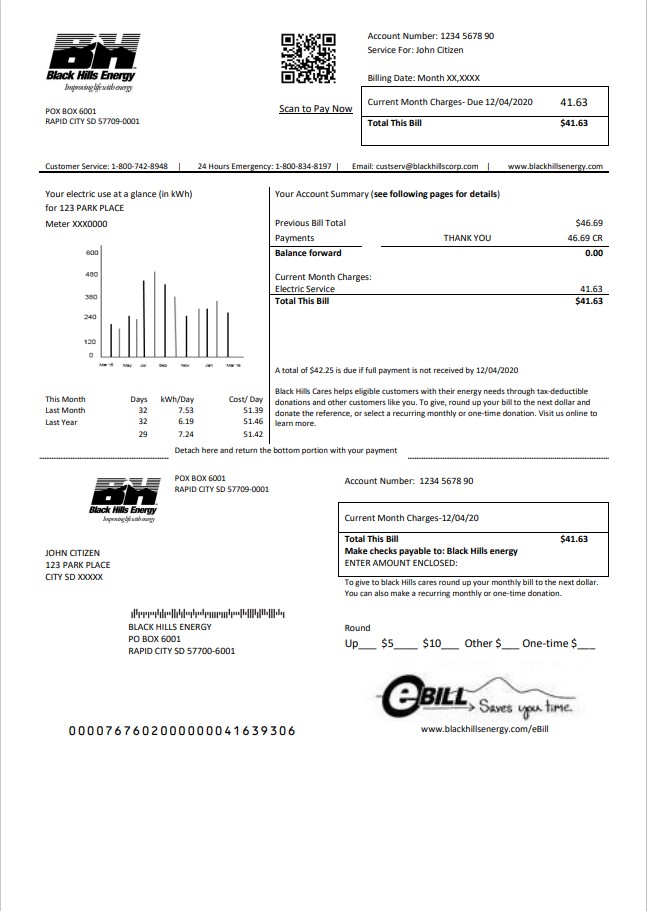 BH
Black Hills Energy
Improving life with energy
POX BOX 6001
RAPID CITY SD 57709-0001
Scan to Pay Now
Account Number: 1234 5678 90
Service For: John Citizen
Billing Date: Month XX,XXXX
Current Month Charges- Due 12/04/2020 41.63
Total This Bill $41.63
Customer Service: 1-800-742-8948 | 24 Hours Emergency: 1-800-834-8197 | Email: custserv@blackhillscorp.com | www.blackhillsenergy.com
Your electric use at a glance (in kWh)
for 123 PARK PLACE
Meter XXX0000
600
480
380
240
120
0
Mar 15 May Jul Sep Nov Jan Mar 16
This Month Days kWh/Day Cost/ Day
Last Month 32 7.53 51.39
Last Year 32 6.19 51.46
29 7.24 51.42
Your Account Summary (see following pages for details)
Previous Bill Total $46.69
Payments THANK YOU 46.69 CR
Balance forward 0.00
Current Month Charges:
Electric Service 41.63
Total This Bill $41.63
A total of $42.25 is due if full payment is not received by 12/04/2020
Black Hills Cares helps eligible customers with their energy needs through tax-deductible
donations and other customers like you. To give, round up your bill to the next dollar and
donate the reference, or select a recurring monthly or one-time donation. Visit us online to
learn more.
Detach here and return the bottom portion with your payment
BH
Black Hills Energy
Improving life with energy
POX BOX 6001
RAPID CITY SD 57709-0001
Account Number: 1234 5678 90
Current Month Charges-12/04/20
Total This Bill $41.63
Make checks payable to: Black Hills energy
ENTER AMOUNT ENCLOSED:
JOHN CITIZEN
123 PARK PLACE
CITY SD XXXXX
To give to black Hills cares round up your monthly bill to the next dollar.
You can also make a recurring monthly or one-time donation.
BLACK HILLS ENERGY
PO BOX 6001
RAPID CITY SD 57700-6001
Round
Up___ $5____ $10___ Other $___ One-time $___
eBILL
Saves you time.
www.blackhillsenergy.com/eBill
0000767602000000041639306